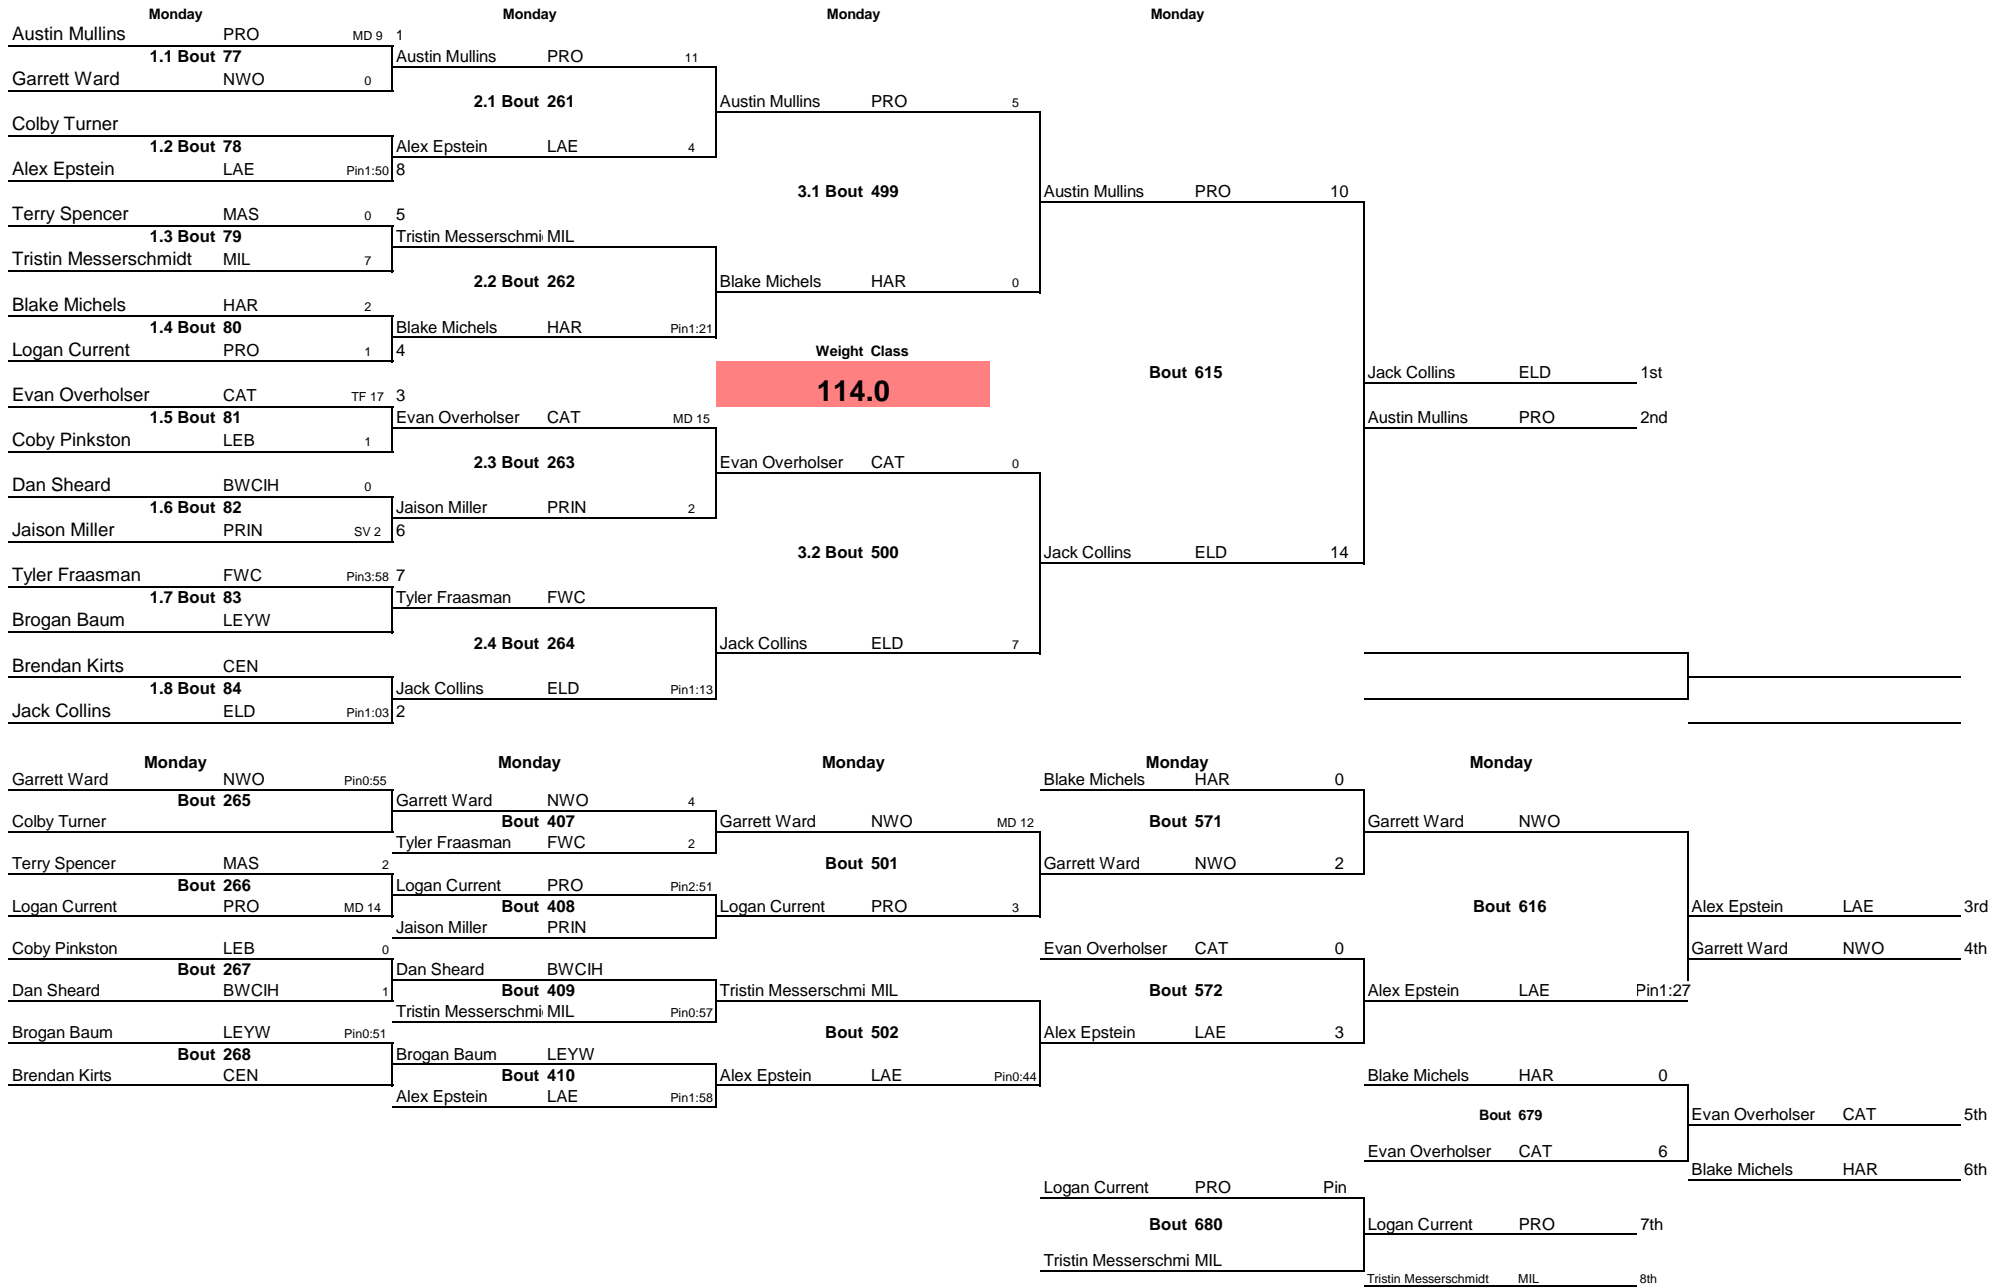 Monday Monday Monday Monday
Austin Mullins PRO MD 9 1
1.1 Bout 77 Austin Mullins PRO 11
Garrett Ward NWO 0
2.1 Bout 261 Austin Mullins PRO 5
Colby Turner
1.2 Bout 78 Alex Epstein LAE 4
Alex Epstein LAE Pin1:50 8
3.1 Bout 499 Austin Mullins PRO 10
Terry Spencer MAS 0 5
1.3 Bout 79 Tristin Messerschmi MIL
Tristin Messerschmidt MIL 7
2.2 Bout 262 Blake Michels HAR 0
Blake Michels HAR 2
1.4 Bout 80 Blake Michels HAR Pin1:21
Logan Current PRO 1 4 Weight Class
Bout 615 Jack Collins ELD 1st
Evan Overholser CAT TF 17 3 114.0
1.5 Bout 81 Evan Overholser CAT MD 15 Austin Mullins PRO 2nd
Coby Pinkston LEB 1
2.3 Bout 263 Evan Overholser CAT 0
Dan Sheard BWCIH 0
1.6 Bout 82 Jaison Miller PRIN 2
Jaison Miller PRIN SV 2 6
3.2 Bout 500 Jack Collins ELD 14
Tyler Fraasman FWC Pin3:58 7
1.7 Bout 83 Tyler Fraasman FWC
Brogan Baum LEYW
2.4 Bout 264 Jack Collins ELD 7
Brendan Kirts CEN
1.8 Bout 84 Jack Collins ELD Pin1:13
Jack Collins ELD Pin1:03 2
Monday Monday Monday Monday Monday
Garrett Ward NWO Pin0:55 Blake Michels HAR 0
Bout 265 Garrett Ward NWO 4
Colby Turner Bout 407 Garrett Ward NWO MD 12 Bout 571 Garrett Ward NWO
Tyler Fraasman FWC 2
Terry Spencer MAS 2 Bout 501 Garrett Ward NWO 2
Bout 266 Logan Current PRO Pin2:51
Logan Current PRO MD 14 Bout 408 Logan Current PRO 3 Bout 616 Alex Epstein LAE 3rd
Jaison Miller PRIN
Coby Pinkston LEB 0 Evan Overholser CAT 0 Garrett Ward NWO 4th
Bout 267 Dan Sheard BWCIH
Dan Sheard BWCIH 1 Bout 409 Tristin Messerschmi MIL Bout 572 Alex Epstein LAE Pin1:27
Tristin Messerschmi MIL Pin0:57
Brogan Baum LEYW Pin0:51 Bout 502 Alex Epstein LAE 3
Bout 268 Brogan Baum LEYW
Brendan Kirts CEN Bout 410 Alex Epstein LAE Pin0:44 Blake Michels HAR 0
Alex Epstein LAE Pin1:58
Bout 679 Evan Overholser CAT 5th
Evan Overholser CAT 6
Blake Michels HAR 6th
Logan Current PRO Pin
Bout 680 Logan Current PRO 7th
Tristin Messerschmi MIL
Tristin Messerschmidt MIL 8th